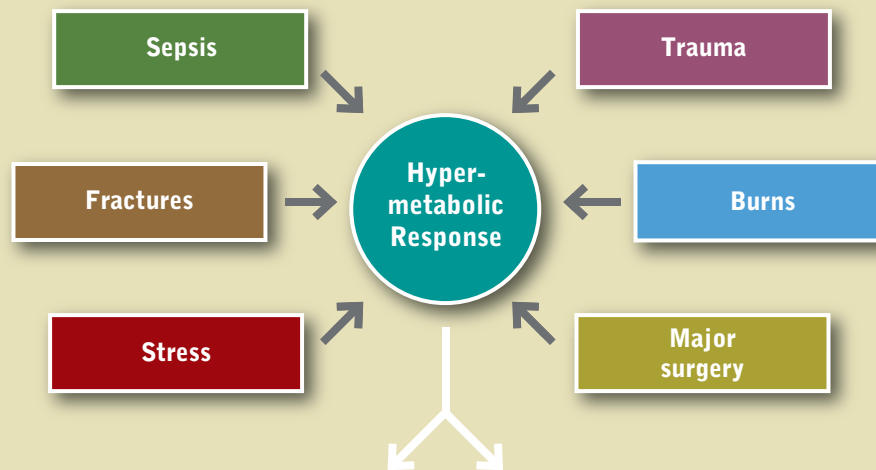 Sepsis
Trauma
Hyper-
metabolic
Response
Fractures
Burns
Stress
Major
surgery